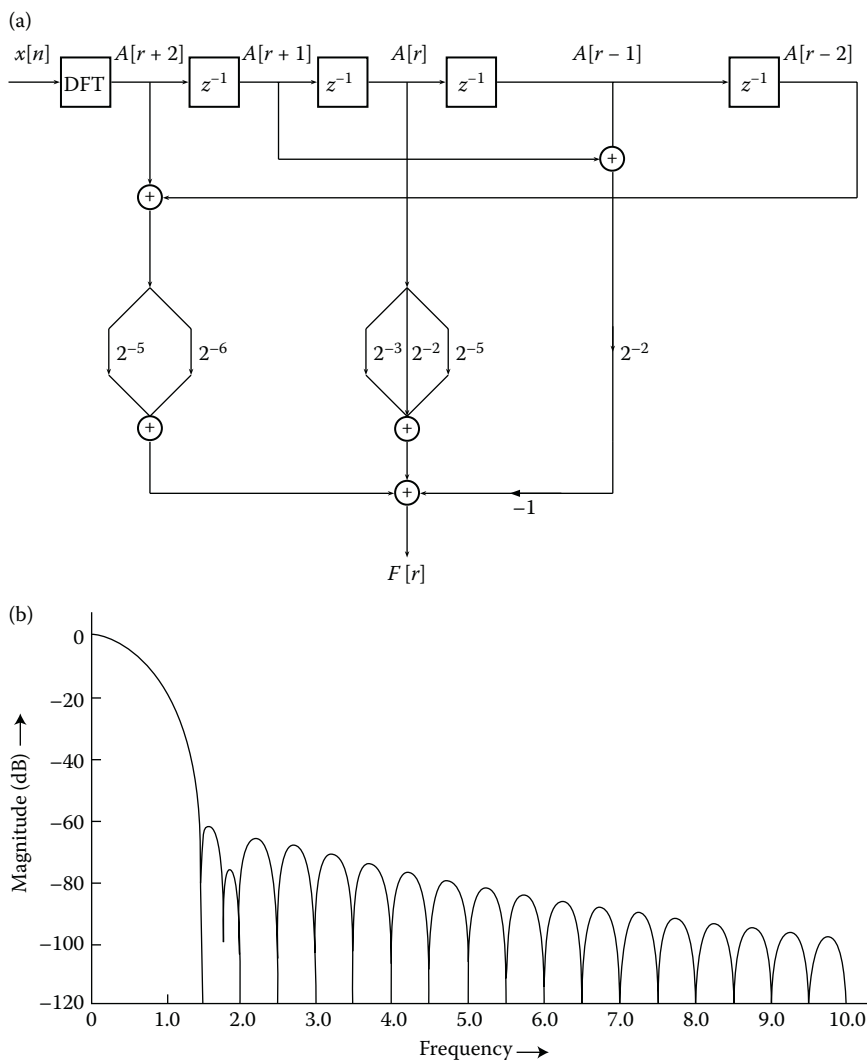 (a)
x[n] A[r + 2] A[r + 1] A[r] A[r − 1] A[r − 2]
DFT z⁻¹ z⁻¹ z⁻¹ z⁻¹
+
+
2⁻⁵ 2⁻⁶ 2⁻³ 2⁻² 2⁻⁵ 2⁻²
+ +
+ −1
F [r]
(b)
0
−20
−40
−60
−80
−100
−120
Magnitude (dB)
0 1.0 2.0 3.0 4.0 5.0 6.0 7.0 8.0 9.0 10.0
Frequency